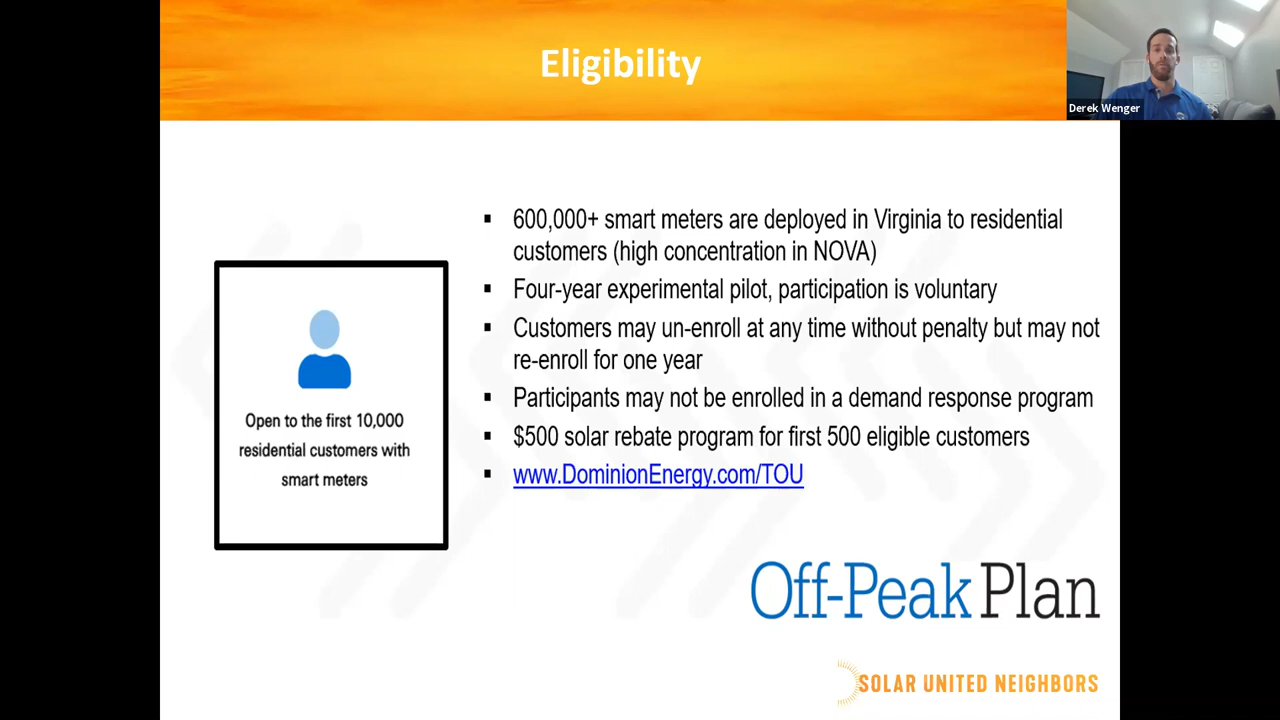 Eligibility
Derek Wenger
▪ 600,000+ smart meters are deployed in Virginia to residential
customers (high concentration in NOVA)
▪ Four-year experimental pilot, participation is voluntary
▪ Customers may un-enroll at any time without penalty but may not
re-enroll for one year
▪ Participants may not be enrolled in a demand response program
▪ $500 solar rebate program for first 500 eligible customers
▪ www.DominionEnergy.com/TOU
Open to the first 10,000
residential customers with
smart meters
Off-Peak Plan
SOLAR UNITED NEIGHBORS